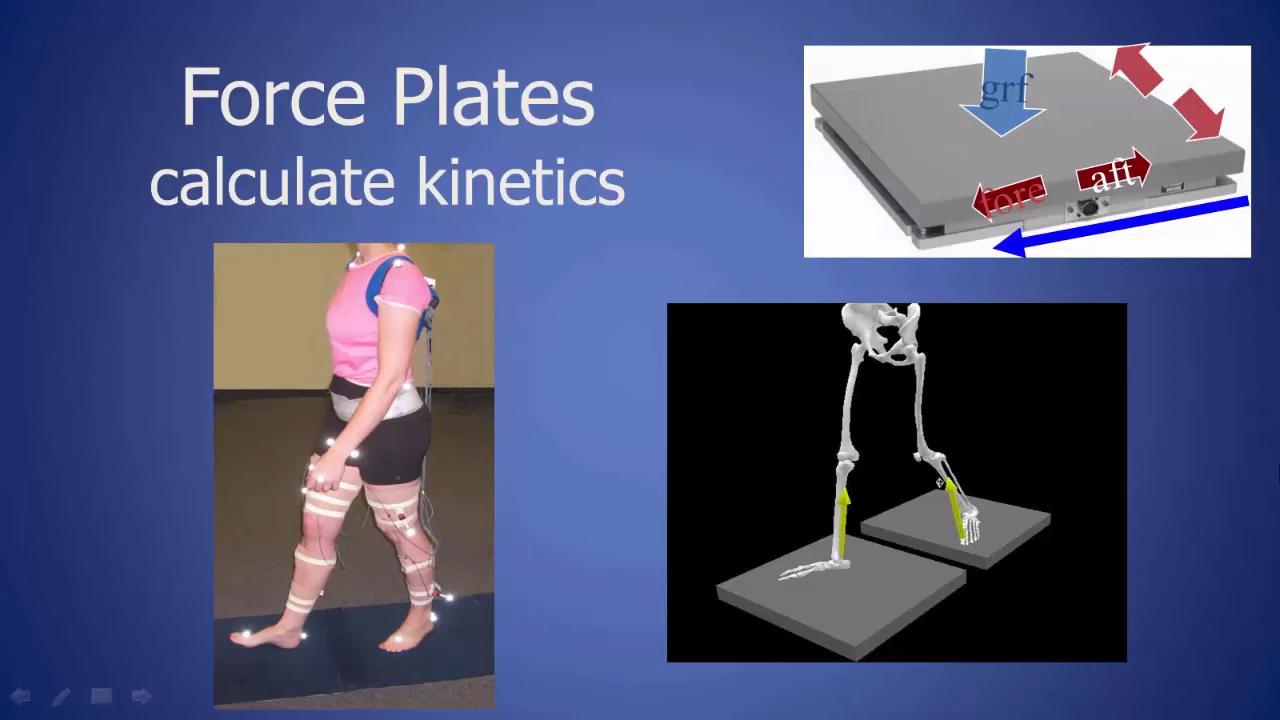 Force Plates
calculate kinetics
grf
fore
aft